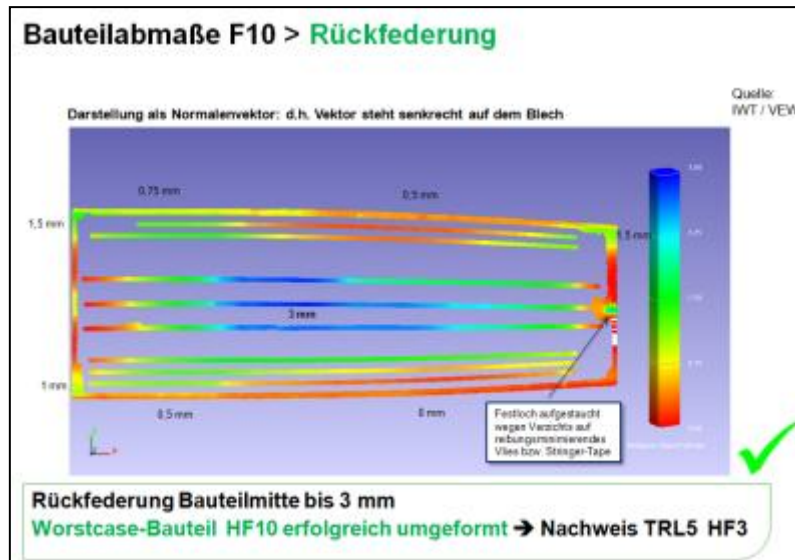 Bauteilabmaße F10 > Rückfederung
Quelle:
IWT / VEW
Darstellung als Normalenvektor: d.h. Vektor steht senkrecht auf dem Blech
0,75 mm
0,5 mm
1,5 mm
1,5 mm
3 mm
1 mm
0,5 mm
0 mm
Festloch aufgestaucht
wegen Verzichts auf
reibungsminimierendes
Vlies bzw. Stringer-Tape
Rückfederung Bauteilmitte bis 3 mm
Worstcase-Bauteil HF10 erfolgreich umgeformt → Nachweis TRL5 HF3